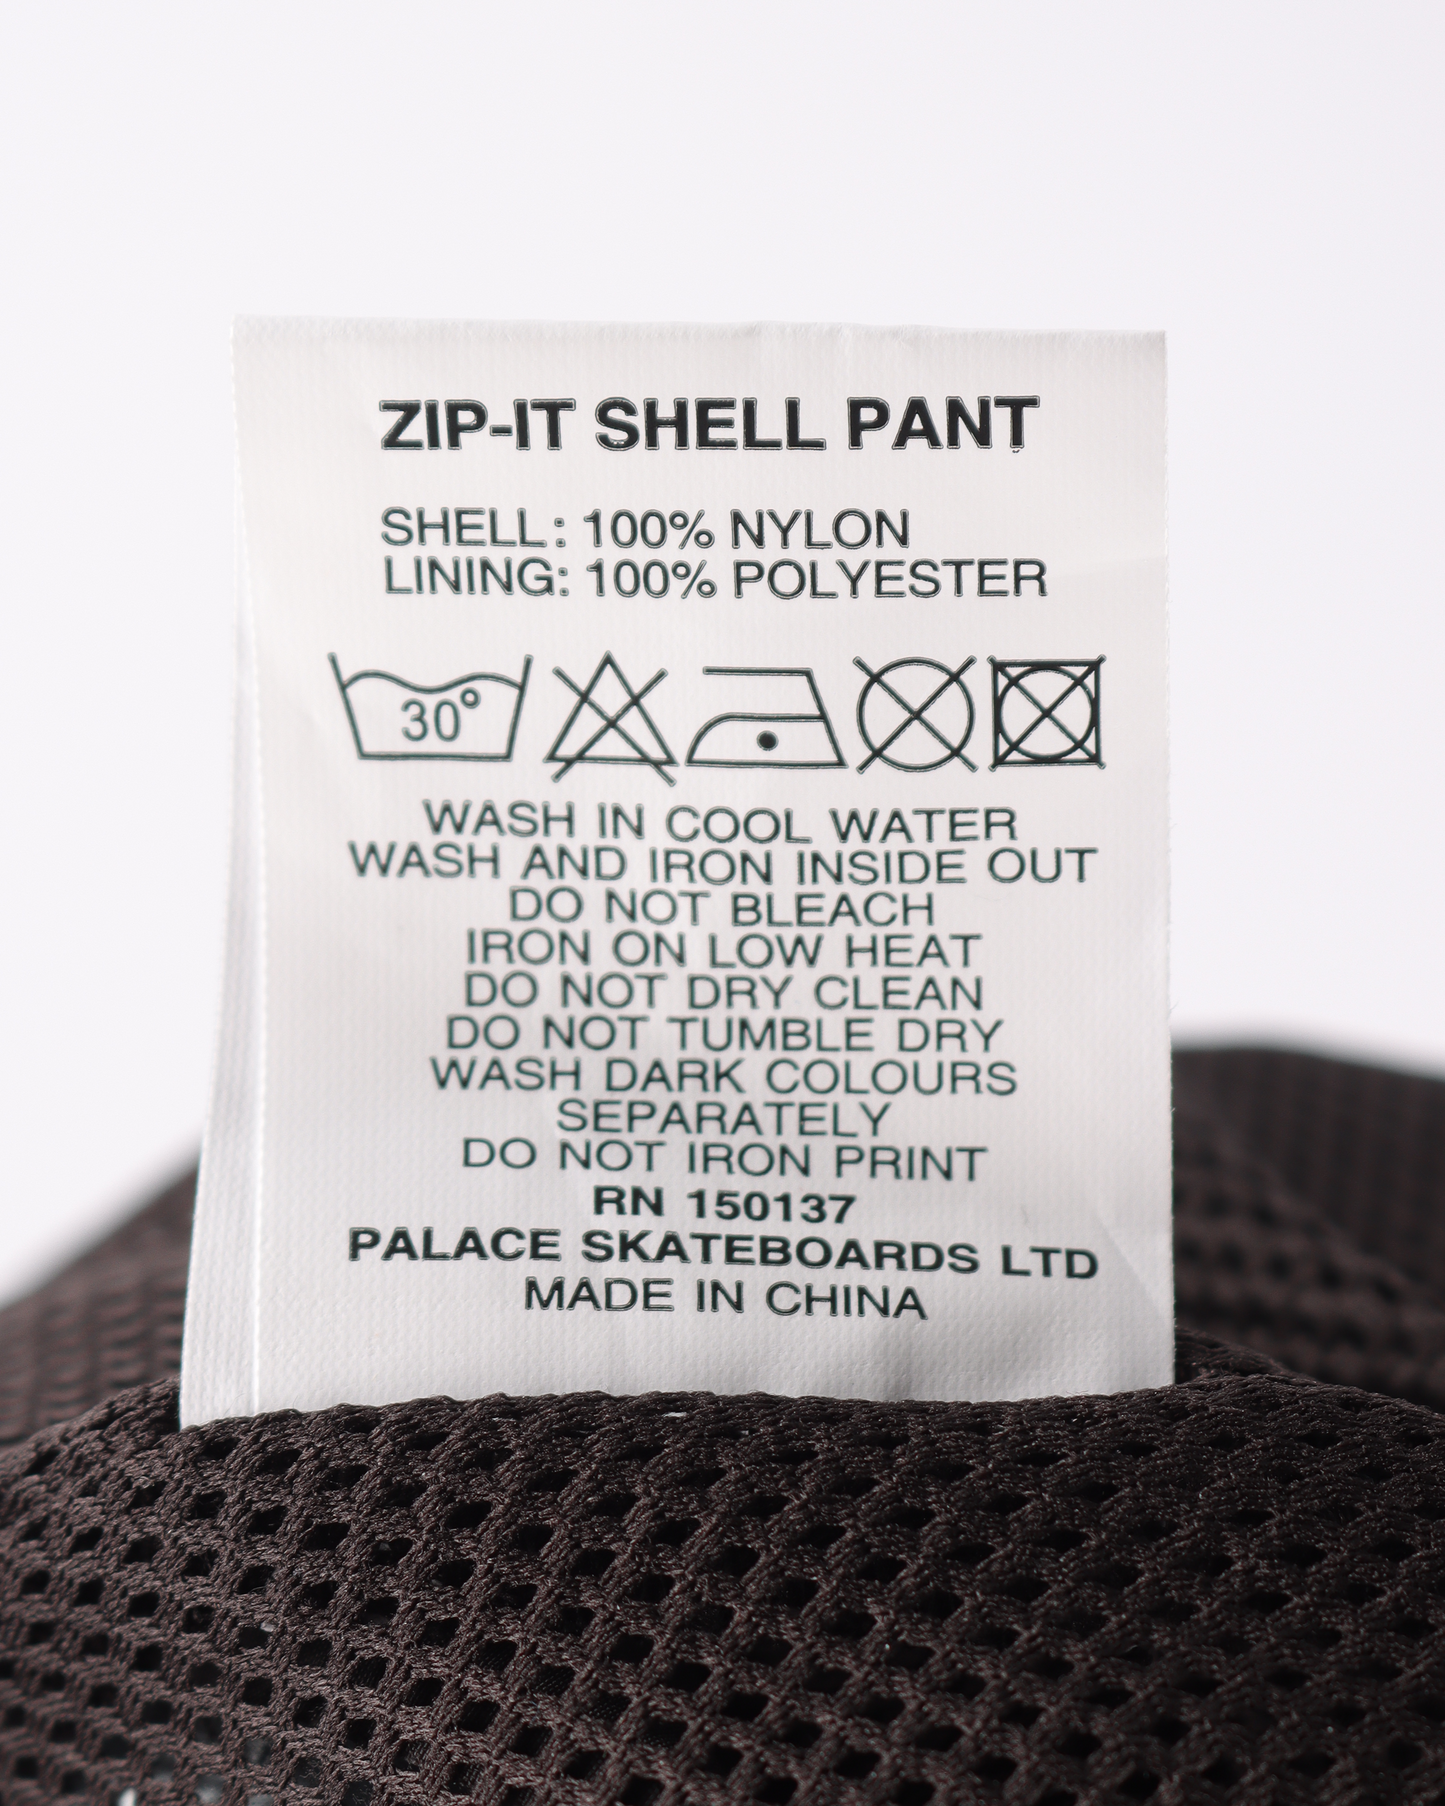 ZIP-IT SHELL PANT
SHELL: 100% NYLON
LINING: 100% POLYESTER
30°
WASH IN COOL WATER
WASH AND IRON INSIDE OUT
DO NOT BLEACH
IRON ON LOW HEAT
DO NOT DRY CLEAN
DO NOT TUMBLE DRY
WASH DARK COLOURS
SEPARATELY
DO NOT IRON PRINT
RN 150137
PALACE SKATEBOARDS LTD
MADE IN CHINA